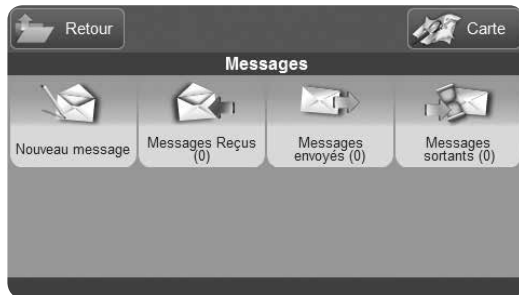 Retour
Carte
Messages
Nouveau message
Messages Reçus
(0)
Messages
envoyés (0)
Messages
sortants (0)